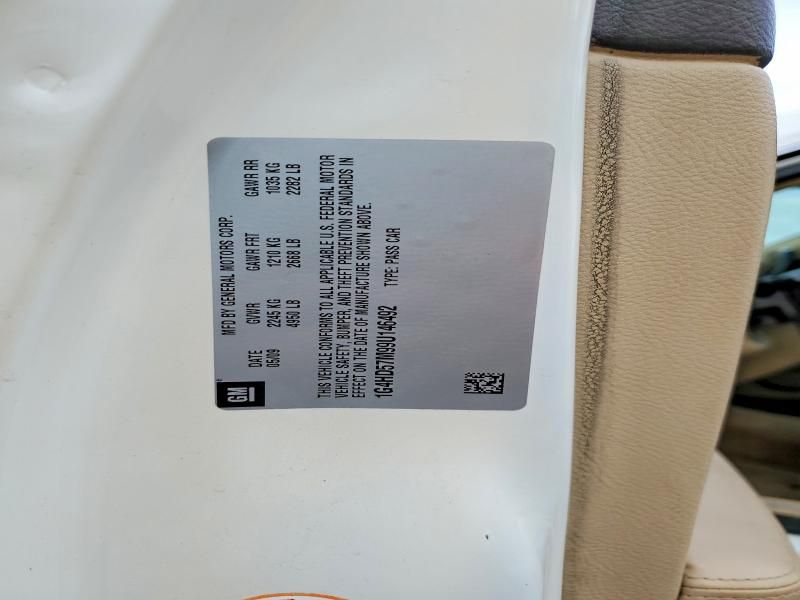 GM
MFD BY GENERAL MOTORS CORP.
DATE GVWR GAWR FRT GAWR RR
05/09 2245 KG 1210 KG 1035 KG
4950 LB 2668 LB 2282 LB
THIS VEHICLE CONFORMS TO ALL APPLICABLE U.S. FEDERAL MOTOR
VEHICLE SAFETY, BUMPER, AND THEFT PREVENTION STANDARDS IN
EFFECT ON THE DATE OF MANUFACTURE SHOWN ABOVE.
1G4HD57M99U146492 TYPE: PASS CAR